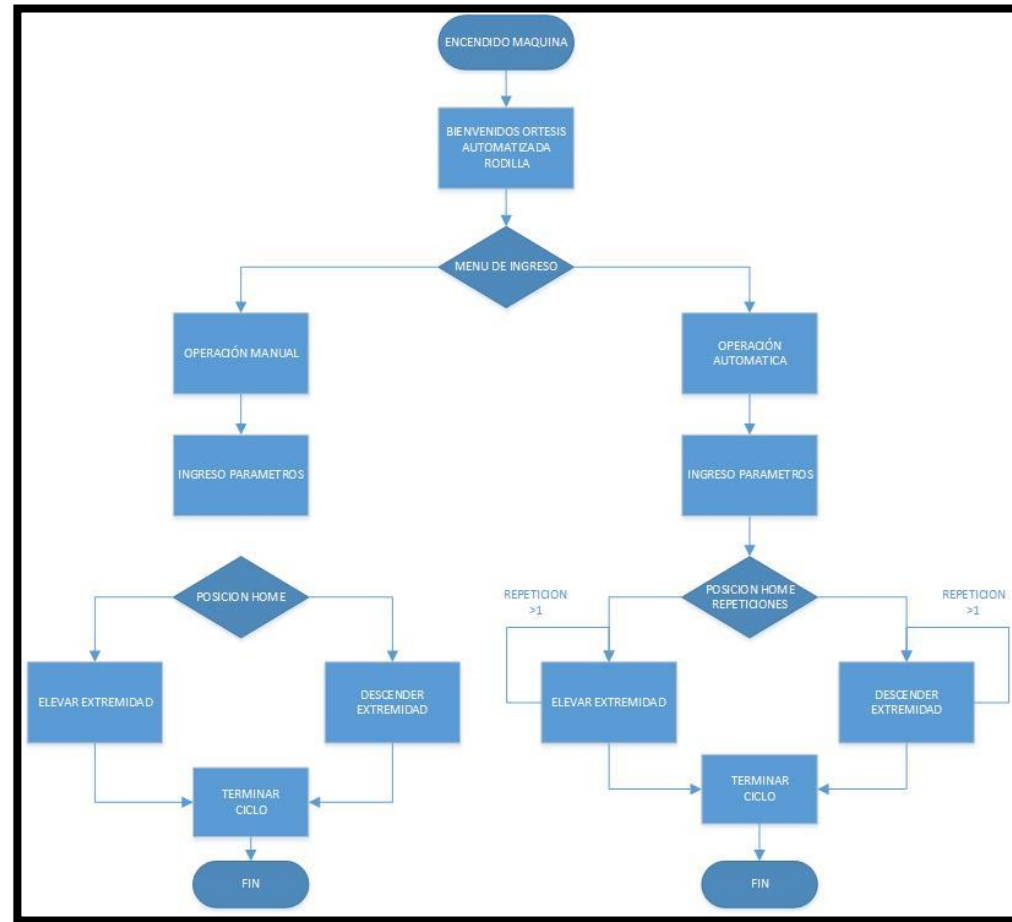 ENCENDIDO MAQUINA
BIENVENIDOS ORTESIS
AUTOMATIZADA
RODILLA
MENU DE INGRESO
OPERACIÓN MANUAL
INGRESO PARAMETROS
POSICION HOME
ELEVAR EXTREMIDAD
DESCENDER
EXTREMIDAD
TERMINAR
CICLO
FIN
OPERACIÓN
AUTOMATICA
INGRESO PARAMETROS
POSICION HOME
REPETICIONES
REPETICION
>1
REPETICION
>1
ELEVAR EXTREMIDAD
DESCENDER
EXTREMIDAD
TERMINAR
CICLO
FIN